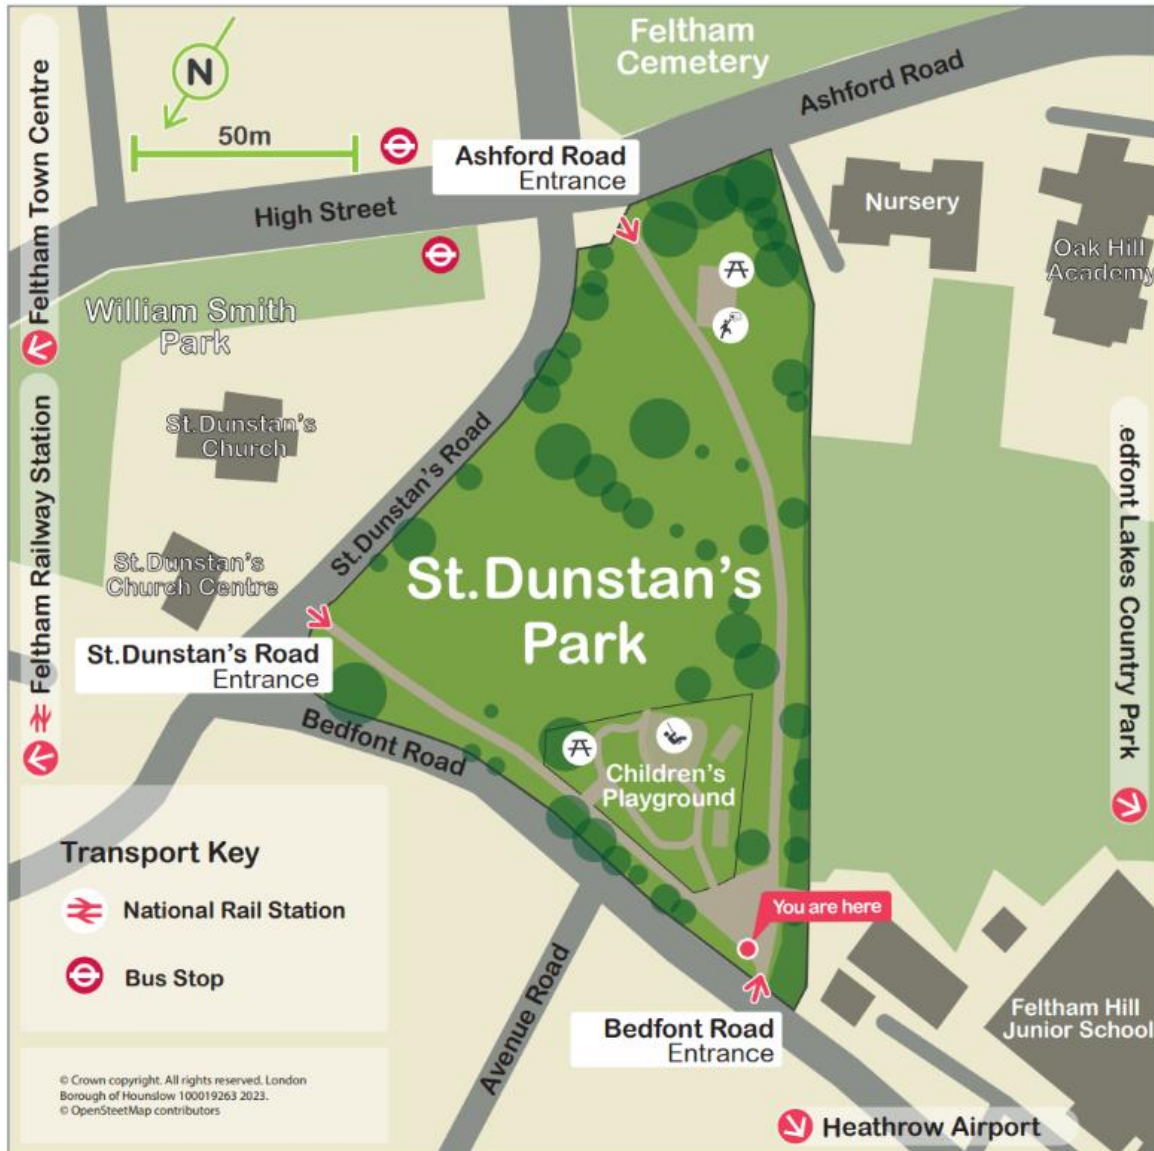 Feltham Town Centre
N
50m
Feltham
Cemetery
Ashford Road
Ashford Road
Entrance
High Street
Nursery
Oak Hill
Academy
William Smith
Park
St.Dunstan's
Church
St.Dunstan's Road
Feltham Railway Station
St.Dunstan's
Church Centre
St.Dunstan's
Park
.edfont Lakes Country Park
St.Dunstan's Road
Entrance
Bedfont Road
Children's
Playground
Transport Key
National Rail Station
Bus Stop
You are here
Avenue Road
Bedfont Road
Entrance
Feltham Hill
Junior School
© Crown copyright. All rights reserved. London
Borough of Hounslow 100019263 2023.
© OpenSteetMap contributors
Heathrow Airport